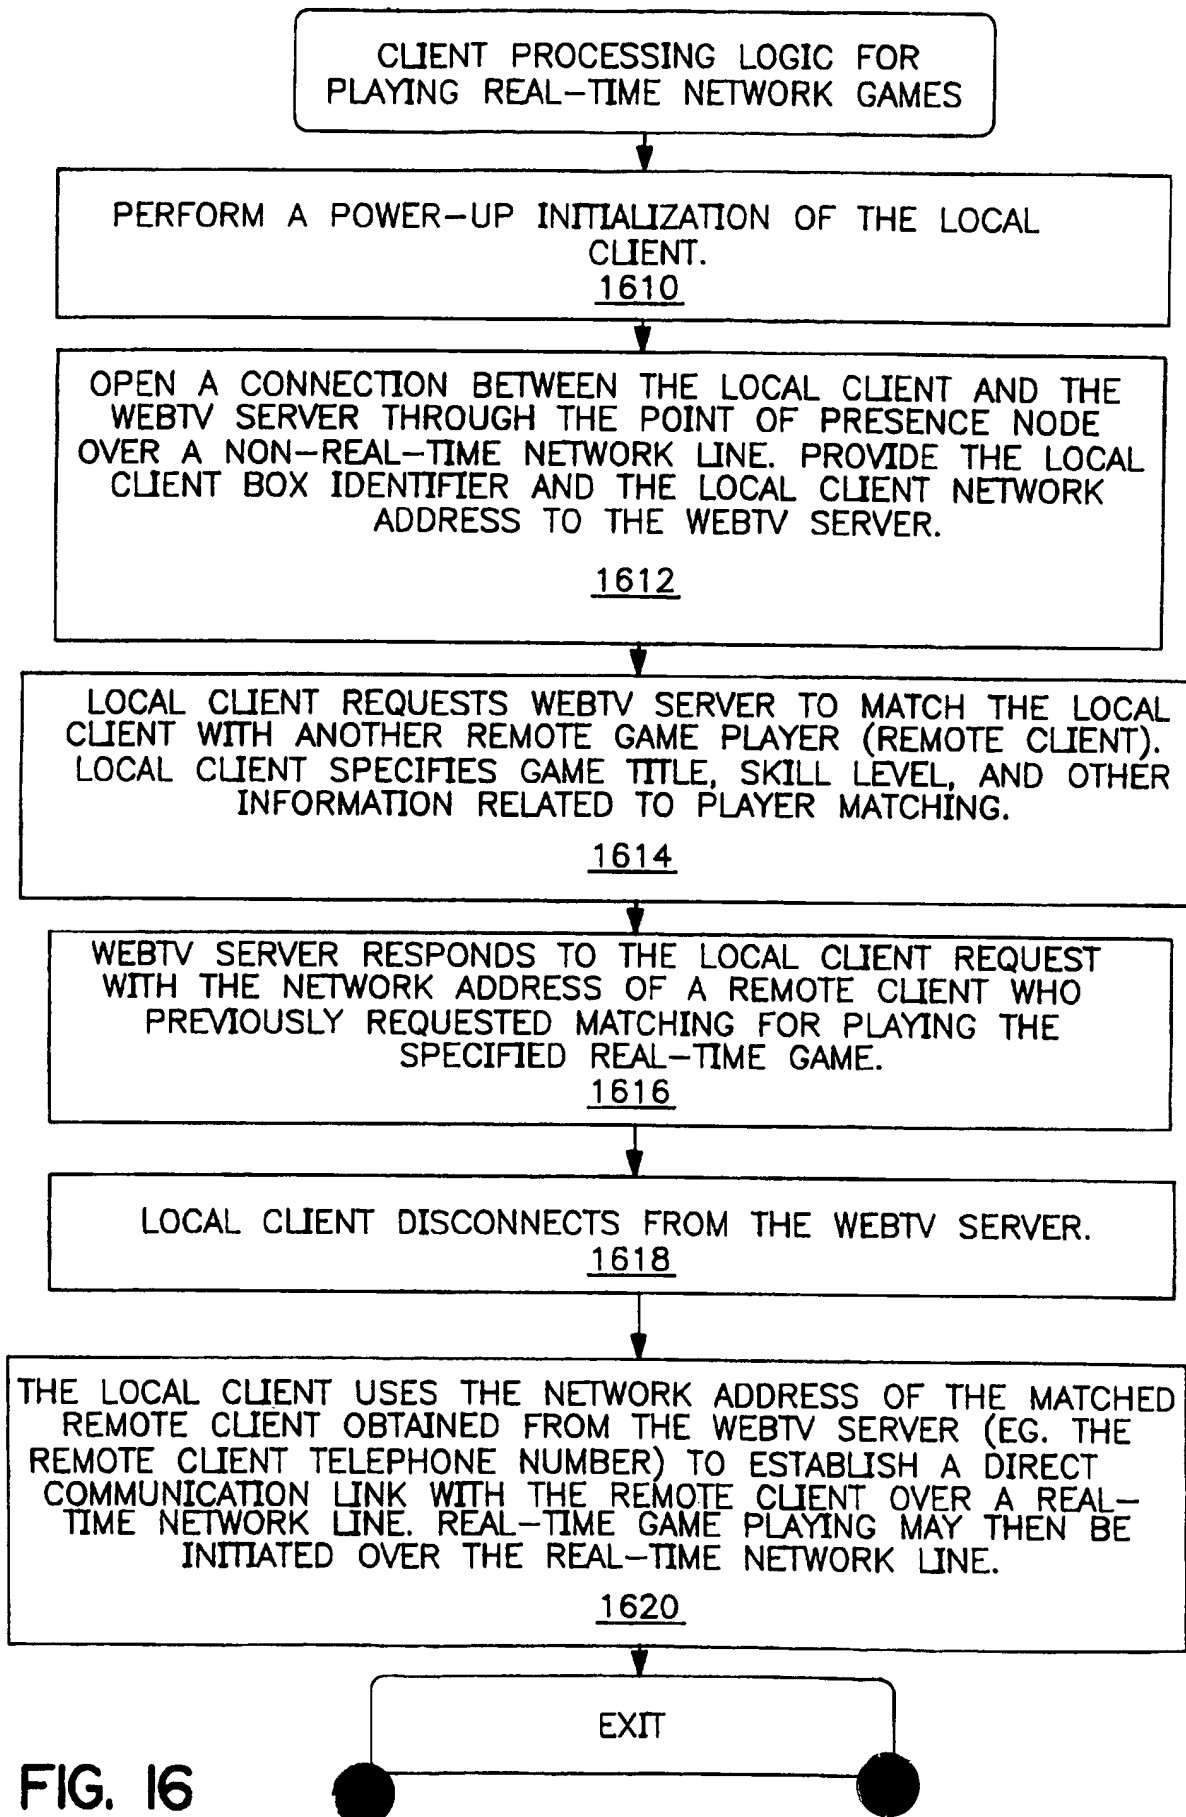 CLIENT PROCESSING LOGIC FOR
PLAYING REAL-TIME NETWORK GAMES
PERFORM A POWER-UP INITIALIZATION OF THE LOCAL
CLIENT.
1610
OPEN A CONNECTION BETWEEN THE LOCAL CLIENT AND THE
WEBTV SERVER THROUGH THE POINT OF PRESENCE NODE
OVER A NON-REAL-TIME NETWORK LINE. PROVIDE THE LOCAL
CLIENT BOX IDENTIFIER AND THE LOCAL CLIENT NETWORK
ADDRESS TO THE WEBTV SERVER.
1612
LOCAL CLIENT REQUESTS WEBTV SERVER TO MATCH THE LOCAL
CLIENT WITH ANOTHER REMOTE GAME PLAYER (REMOTE CLIENT).
LOCAL CLIENT SPECIFIES GAME TITLE, SKILL LEVEL, AND OTHER
INFORMATION RELATED TO PLAYER MATCHING.
1614
WEBTV SERVER RESPONDS TO THE LOCAL CLIENT REQUEST
WITH THE NETWORK ADDRESS OF A REMOTE CLIENT WHO
PREVIOUSLY REQUESTED MATCHING FOR PLAYING THE
SPECIFIED REAL-TIME GAME.
1616
LOCAL CLIENT DISCONNECTS FROM THE WEBTV SERVER.
1618
THE LOCAL CLIENT USES THE NETWORK ADDRESS OF THE MATCHED
REMOTE CLIENT OBTAINED FROM THE WEBTV SERVER (EG. THE
REMOTE CLIENT TELEPHONE NUMBER) TO ESTABLISH A DIRECT
COMMUNICATION LINK WITH THE REMOTE CLIENT OVER A REAL-
TIME NETWORK LINE. REAL-TIME GAME PLAYING MAY THEN BE
INITIATED OVER THE REAL-TIME NETWORK LINE.
1620
EXIT
FIG. 16